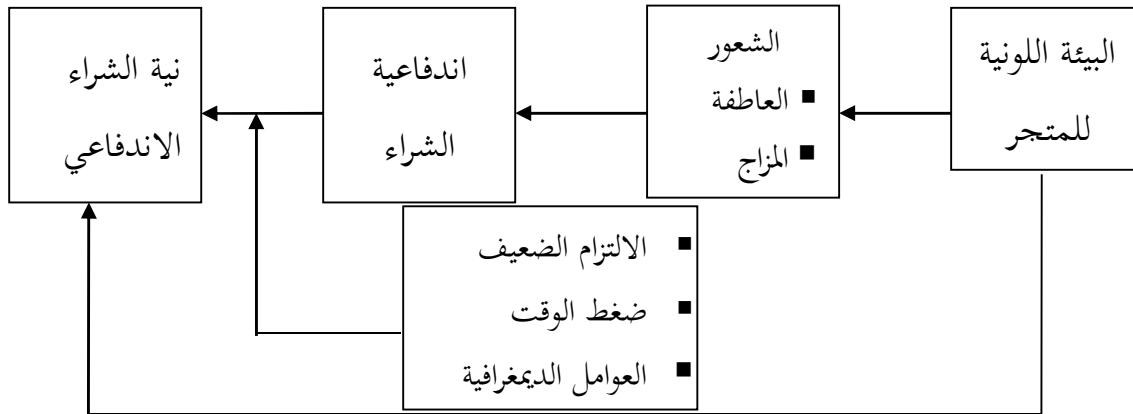 البيئة اللونية
للمتجر
الشعور
▪ العاطفة
▪ المزاج
اندفاعية
الشراء
نية الشراء
الاندفاعي
▪ الالتزام الضعيف
▪ ضغط الوقت
▪ العوامل الديمغرافية